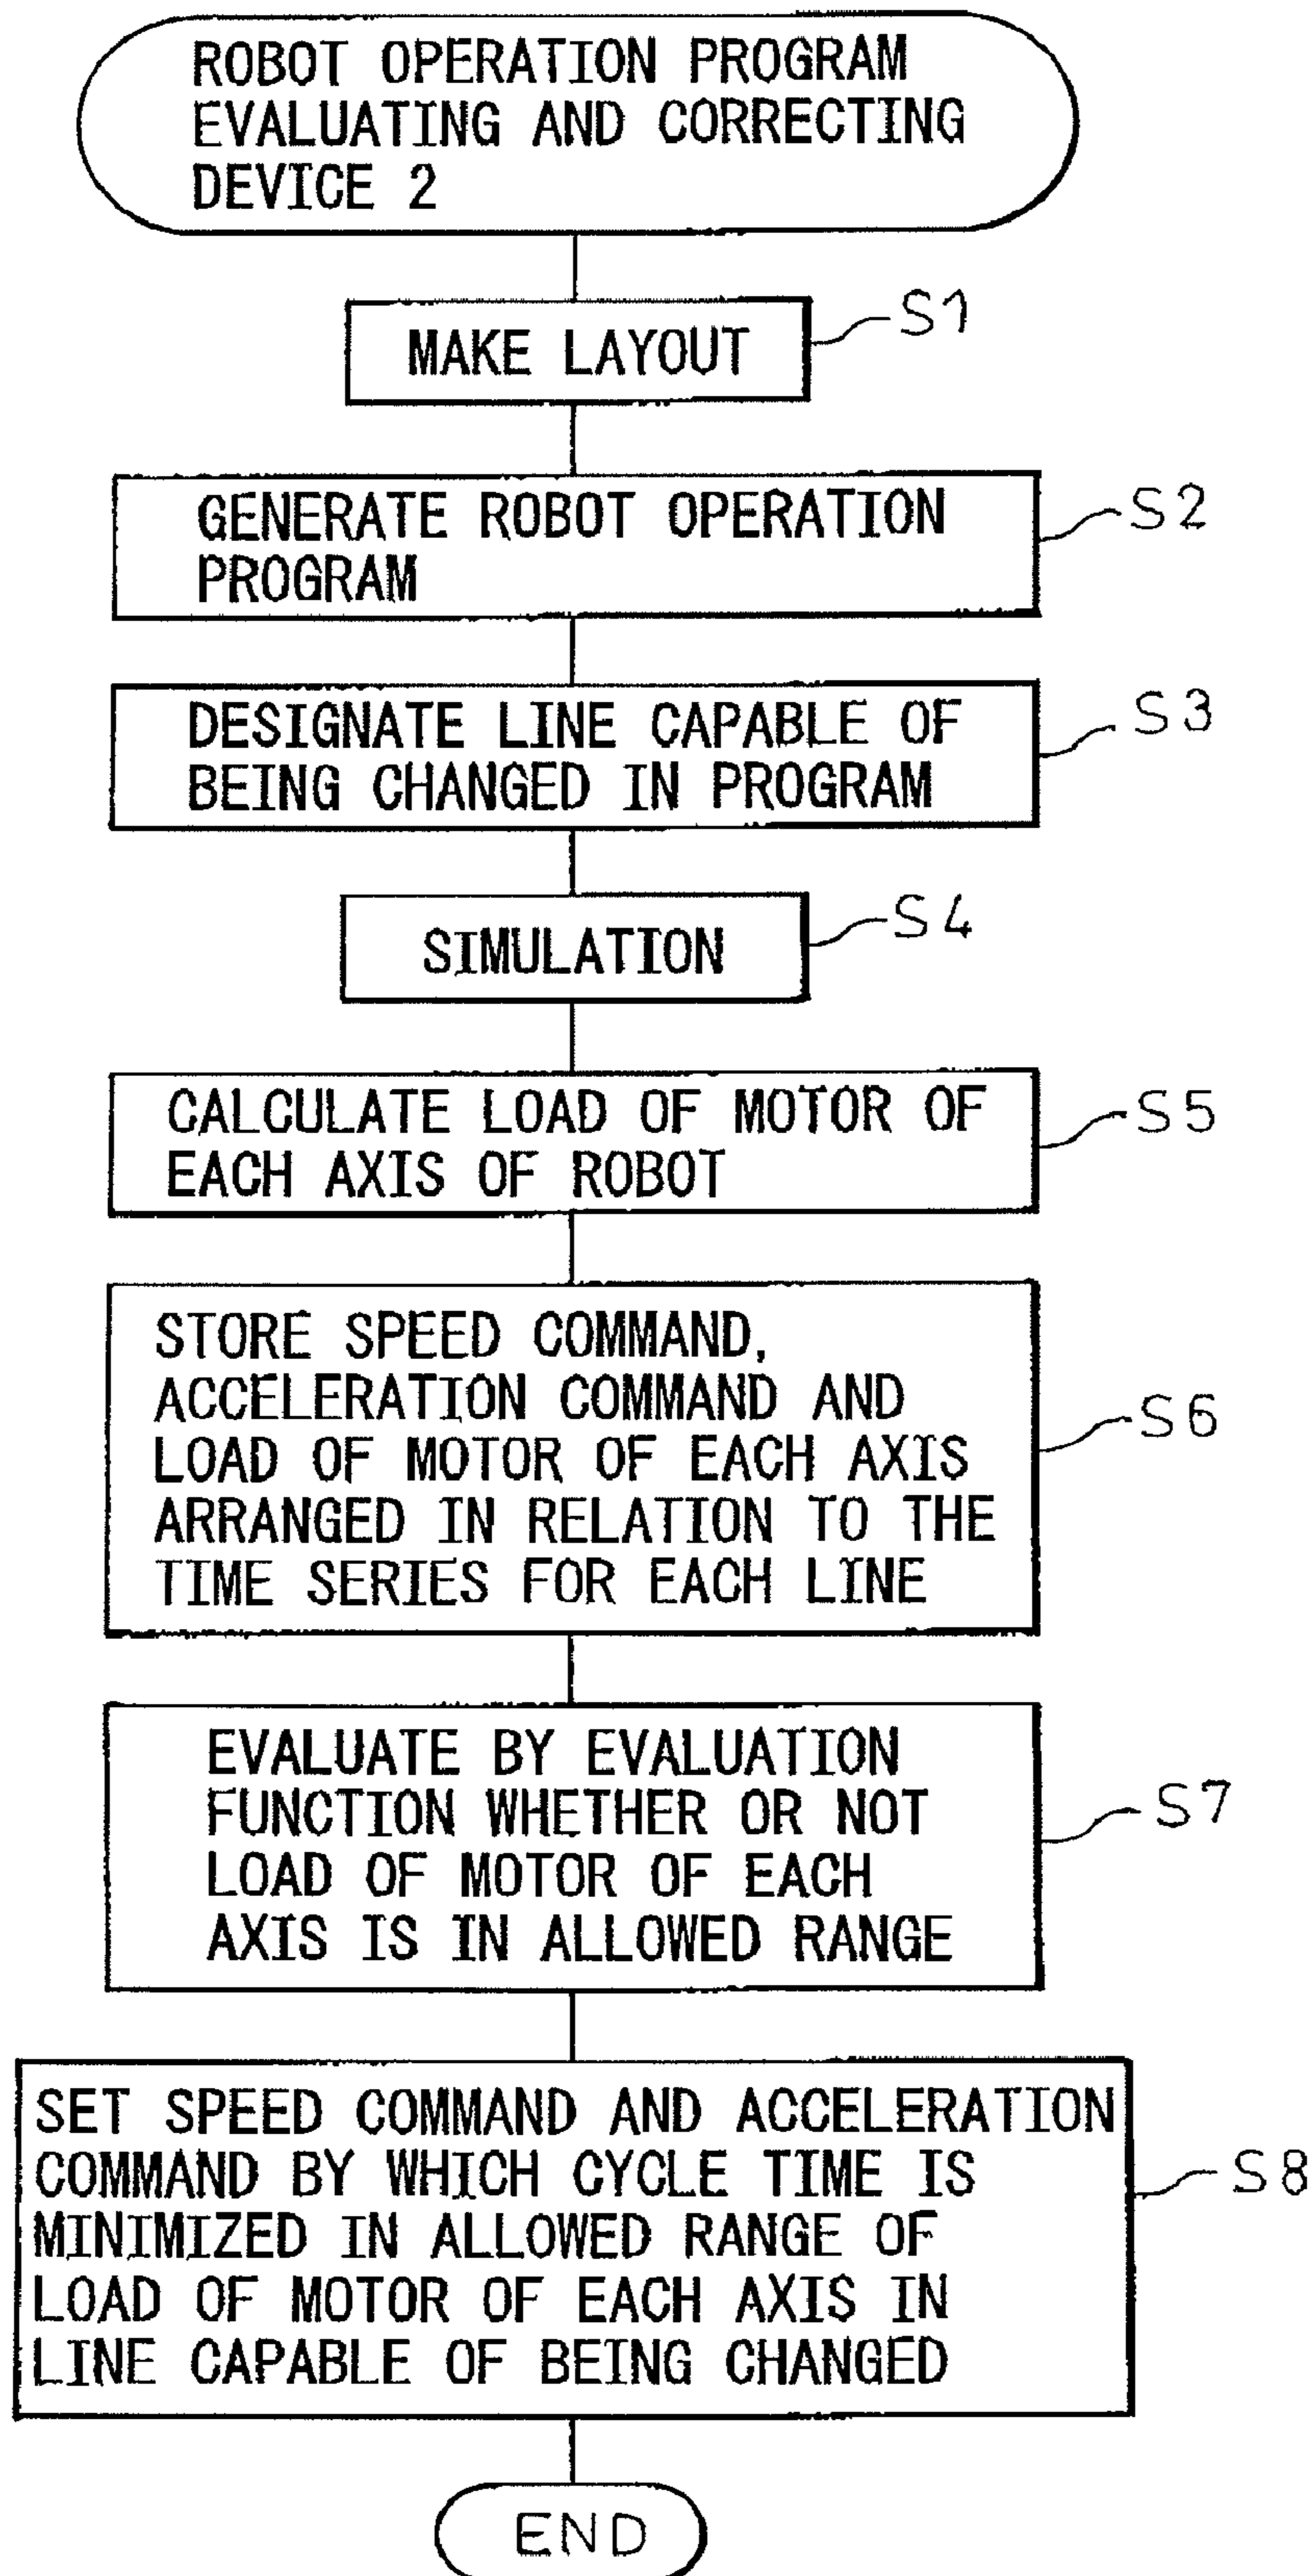 ROBOT OPERATION PROGRAM
EVALUATING AND CORRECTING
DEVICE 2
S1
MAKE LAYOUT
S2
GENERATE ROBOT OPERATION
PROGRAM
S3
DESIGNATE LINE CAPABLE OF
BEING CHANGED IN PROGRAM
S4
SIMULATION
S5
CALCULATE LOAD OF MOTOR OF
EACH AXIS OF ROBOT
S6
STORE SPEED COMMAND,
ACCELERATION COMMAND AND
LOAD OF MOTOR OF EACH AXIS
ARRANGED IN RELATION TO THE
TIME SERIES FOR EACH LINE
S7
EVALUATE BY EVALUATION
FUNCTION WHETHER OR NOT
LOAD OF MOTOR OF EACH
AXIS IS IN ALLOWED RANGE
S8
SET SPEED COMMAND AND ACCELERATION
COMMAND BY WHICH CYCLE TIME IS
MINIMIZED IN ALLOWED RANGE OF
LOAD OF MOTOR OF EACH AXIS IN
LINE CAPABLE OF BEING CHANGED
END